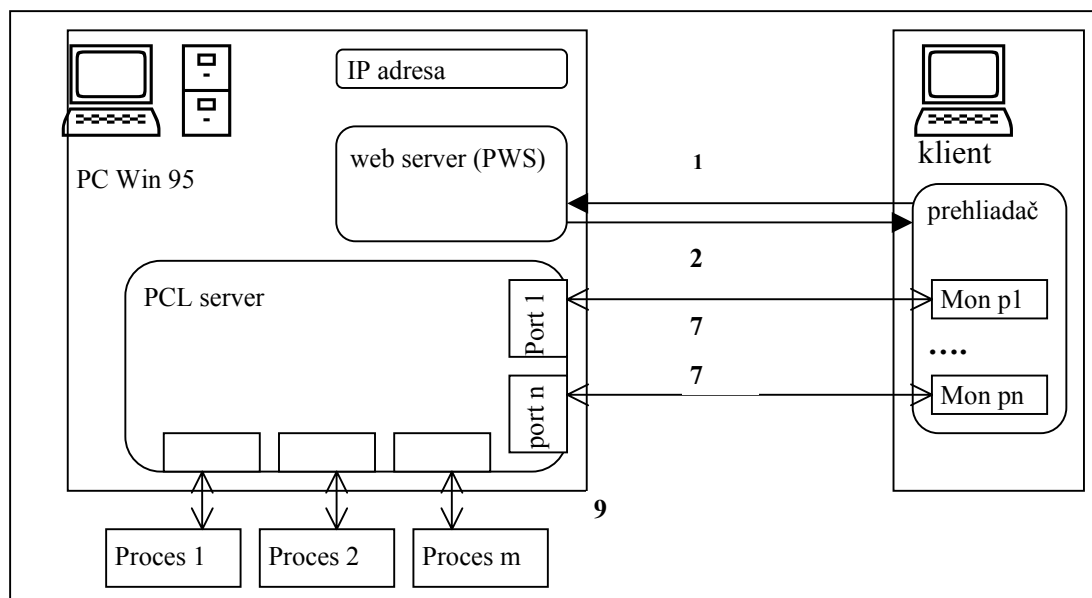 IP adresa
PC Win 95
web server (PWS)
PCL server
Port 1
port n
Proces 1
Proces 2
Proces m
1
2
7
7
9
klient
prehliadač
Mon p1
....
Mon pn